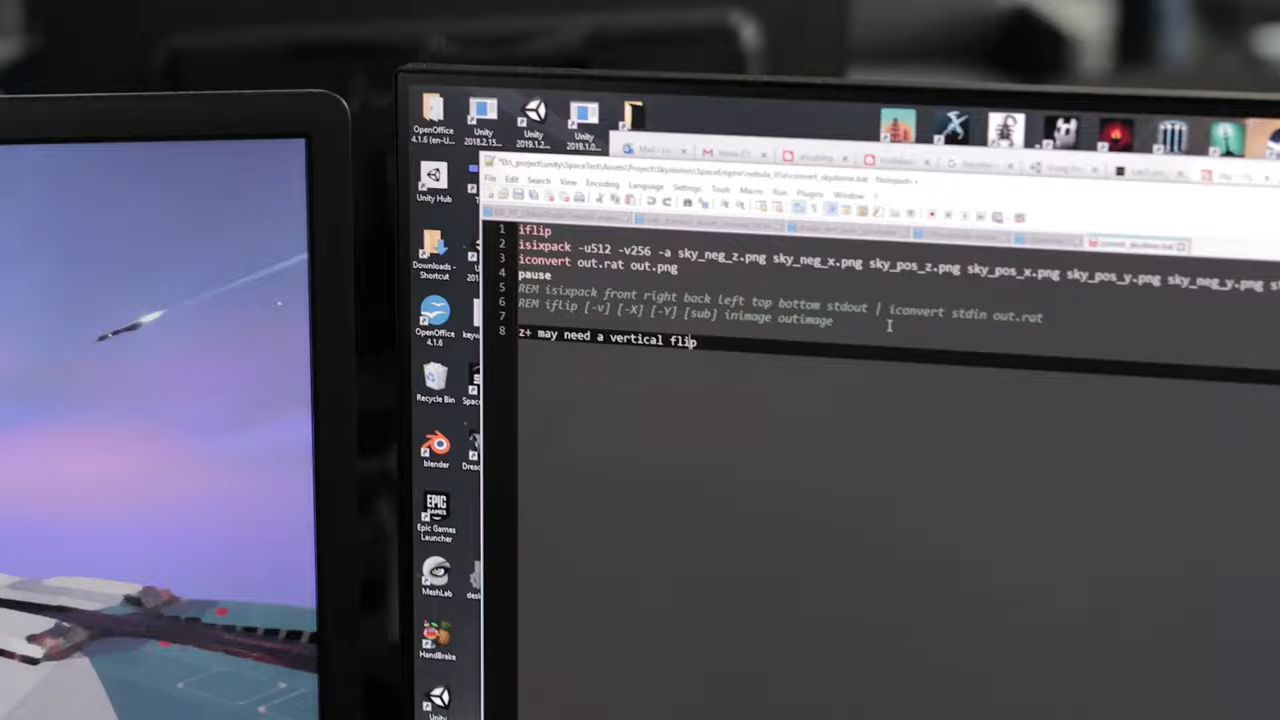 OpenOffice
4.1.6 (en-U...
Unity
2018.2.15...
Unity
2019.1.2...
Unity
2019.1.0...
Unity Hub
Downloads -
Shortcut
OpenOffice
4.1.6
Recycle Bin
blender
EPIC
GAMES
Epic Games
Launcher
MeshLab
HandBrake
Unity
File Edit Search View Encoding Language Settings Tools Macro Run Plugins Window ?
1 iflip
2 isixpack -u512 -v256 -a sky_neg_z.png sky_neg_x.png sky_pos_z.png sky_pos_x.png sky_pos_y.png sky_neg_y.png
3 iconvert out.rat out.png
4 pause
5 REM isixpack front right back left top bottom stdout | iconvert stdin out.rat
6 REM iflip [-v] [-X] [-Y] [sub] inimage outimage
7
8 z+ may need a vertical flip